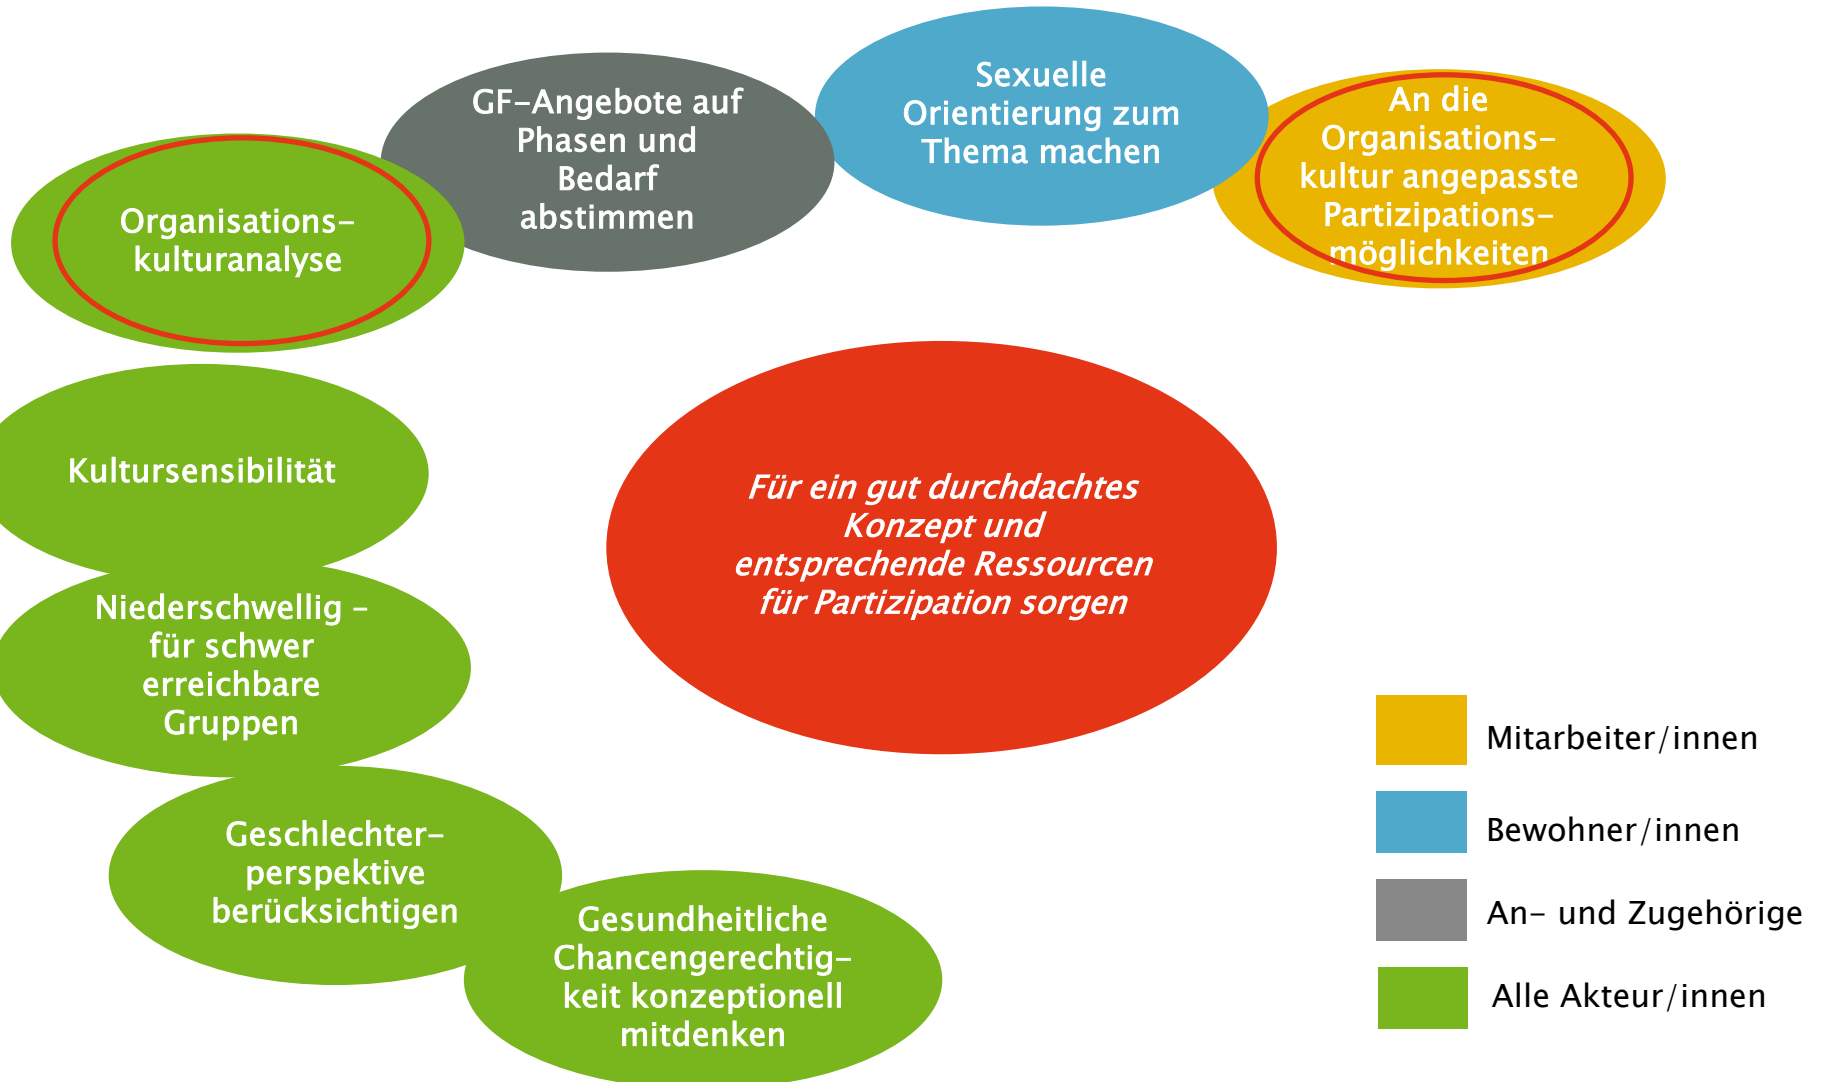 Sexuelle
Orientierung zum
Thema machen
GF-Angebote auf
Phasen und
Bedarf
abstimmen
An die
Organisations-
kultur angepasste
Partizipations-
möglichkeiten
Organisations-
kulturanalyse
Kultursensibilität
Für ein gut durchdachtes
Konzept und
entsprechende Ressourcen
für Partizipation sorgen
Niederschwellig –
für schwer
erreichbare
Gruppen
Geschlechter-
perspektive
berücksichtigen
Gesundheitliche
Chancengerechtig-
keit konzeptionell
mitdenken
Mitarbeiter/innen
Bewohner/innen
An- und Zugehörige
Alle Akteur/innen